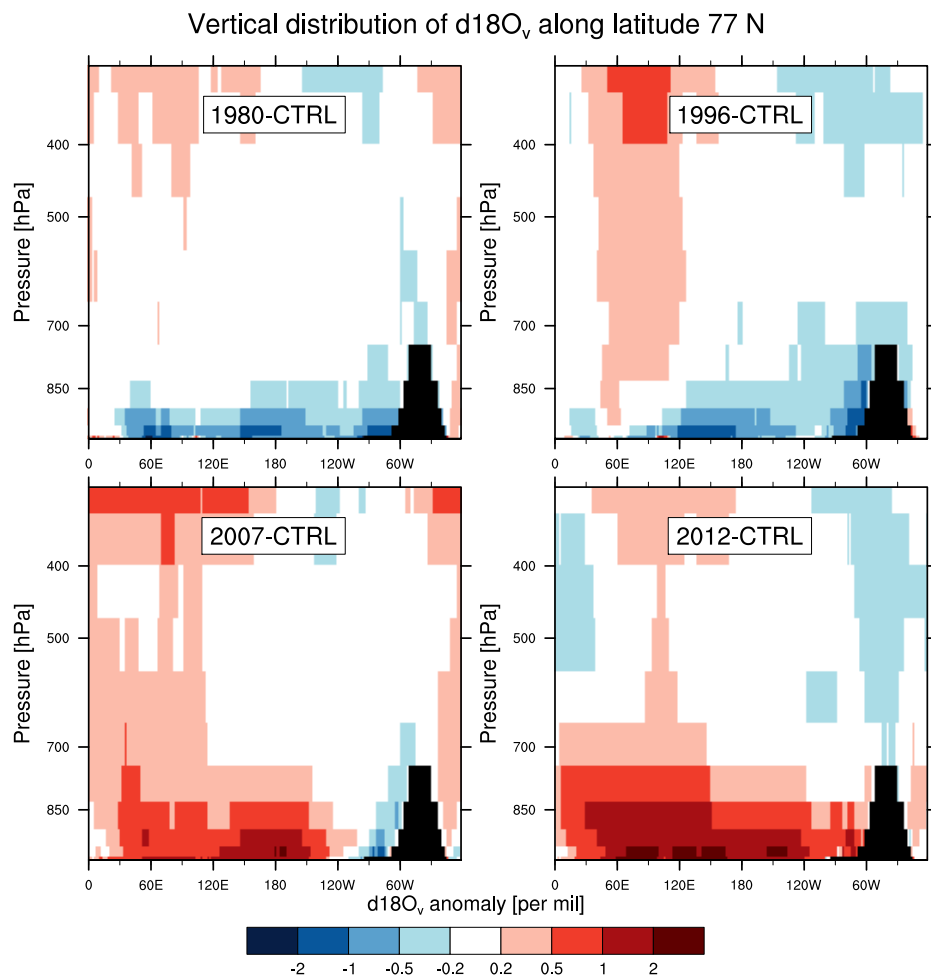 Vertical distribution of d18Ov along latitude 77 N
1980-CTRL
1996-CTRL
Pressure [hPa]
400
500
700
850
0 60E 120E 180 120W 60W
Pressure [hPa]
400
500
700
850
0 60E 120E 180 120W 60W
2007-CTRL
2012-CTRL
Pressure [hPa]
400
500
700
850
0 60E 120E 180 120W 60W
Pressure [hPa]
400
500
700
850
0 60E 120E 180 120W 60W
d18Ov anomaly [per mil]
-2 -1 -0.5 -0.2 0.2 0.5 1 2